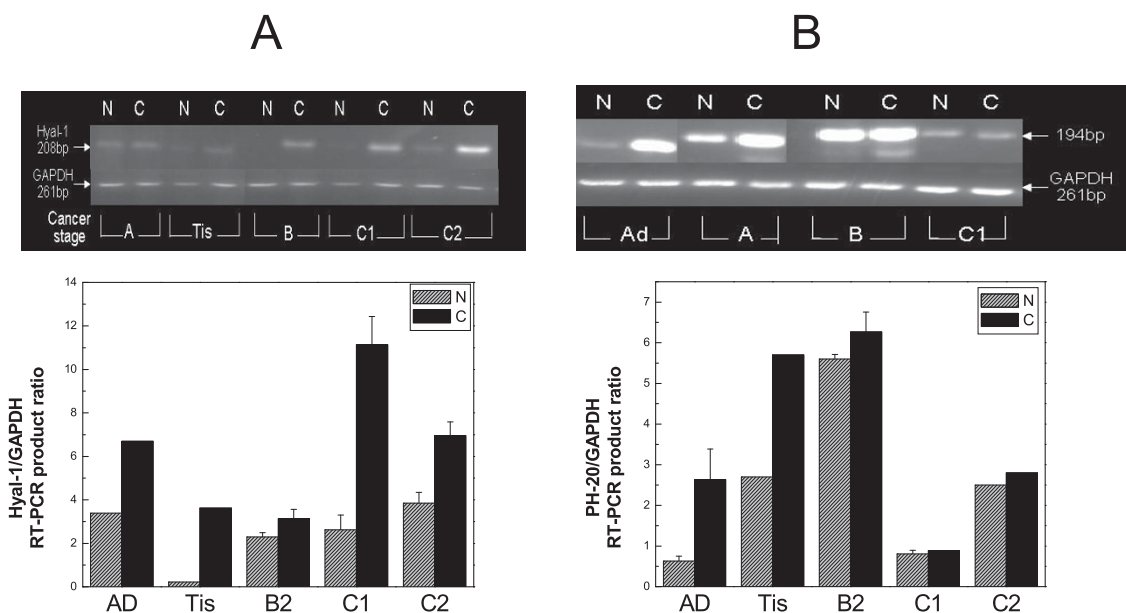 A
B
N C N C N C N C N C
Hyal-1
208bp
GAPDH
261bp
Cancer
stage
A Tis B C1 C2
N C N C N C N C
194bp
GAPDH
261bp
Ad A B C1
Hyal-1/GAPDH
RT-PCR product ratio
14
12
10
8
6
4
2
0
N
C
AD Tis B2 C1 C2
PH-20/GAPDH
RT-PCR product ratio
7
6
5
4
3
2
1
0
N
C
AD Tis B2 C1 C2